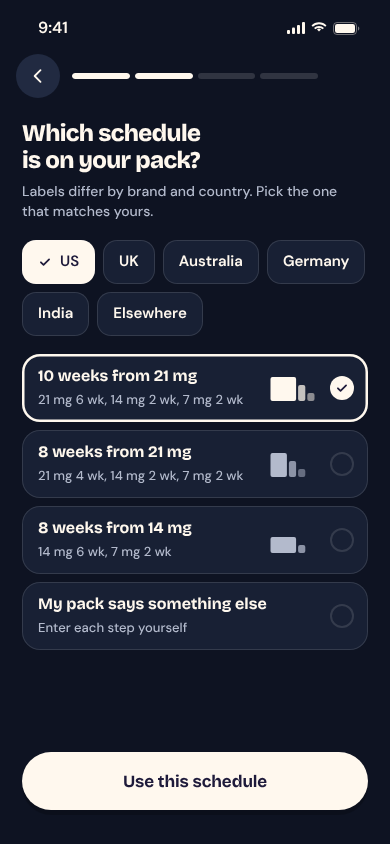 9:41
Which schedule
is on your pack?
Labels differ by brand and country. Pick the one
that matches yours.
US
UK
Australia
Germany
India
Elsewhere
10 weeks from 21 mg
21 mg 6 wk, 14 mg 2 wk, 7 mg 2 wk
8 weeks from 21 mg
21 mg 4 wk, 14 mg 2 wk, 7 mg 2 wk
8 weeks from 14 mg
14 mg 6 wk, 7 mg 2 wk
My pack says something else
Enter each step yourself
Use this schedule